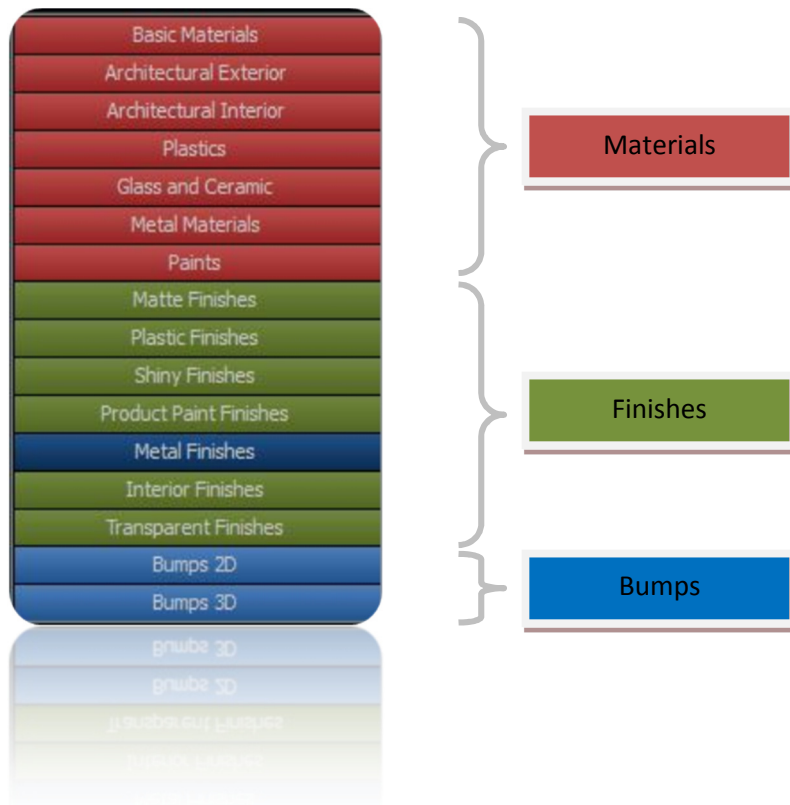 Basic Materials
Architectural Exterior
Architectural Interior
Plastics
Glass and Ceramic
Metal Materials
Paints
Matte Finishes
Plastic Finishes
Shiny Finishes
Product Paint Finishes
Metal Finishes
Interior Finishes
Transparent Finishes
Bumps 2D
Bumps 3D
Materials
Finishes
Bumps